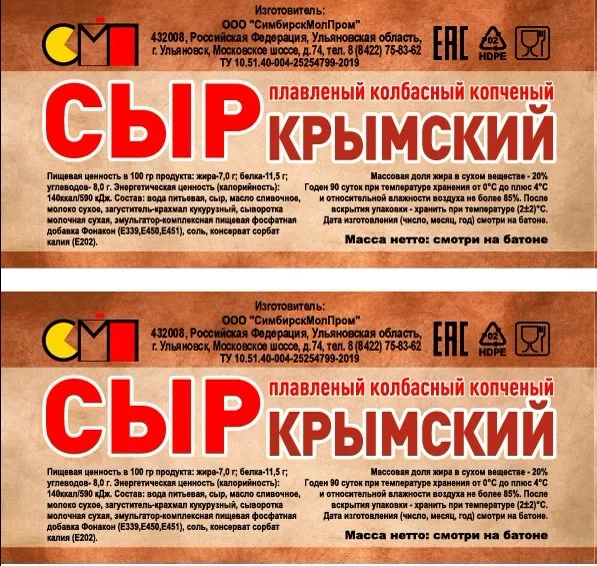 Изготовитель:
ООО "СимбирскМолПром"
432008, Российская Федерация, Ульяновская область,
г. Ульяновск, Московское шоссе, д.74, тел. 8 (8422) 75-83-62
ТУ 10.51.40-004-25254799-2019
СМП
ЕАС
02
HDPE
СЫР
плавленый колбасный копченый
КРЫМСКИЙ
Пищевая ценность в 100 гр продукта: жира-7,0 г; белка-11,5 г;
углеводов- 8,0 г. Энергетическая ценность (калорийность):
140ккал/590 кДж. Состав: вода питьевая, сыр, масло сливочное,
молоко сухое, загуститель-крахмал кукурузный, сыворотка
молочная сухая, эмульгатор-комплексная пищевая фосфатная
добавка Фонакон (Е339,Е450,Е451), соль, консерват сорбат
калия (Е202).
Массовая доля жира в сухом веществе - 20%
Годен 90 суток при температуре хранения от 0°С до плюс 4°С
и относительной влажности воздуха не более 85%. После
вскрытия упаковки - хранить при температуре (2±2)°С.
Дата изготовления (число, месяц, год) смотри на батоне.
Масса нетто: смотри на батоне
Изготовитель:
ООО "СимбирскМолПром"
432008, Российская Федерация, Ульяновская область,
г. Ульяновск, Московское шоссе, д.74, тел. 8 (8422) 75-83-62
ТУ 10.51.40-004-25254799-2019
СМП
ЕАС
02
HDPE
СЫР
плавленый колбасный копченый
КРЫМСКИЙ
Пищевая ценность в 100 гр продукта: жира-7,0 г; белка-11,5 г;
углеводов- 8,0 г. Энергетическая ценность (калорийность):
140ккал/590 кДж. Состав: вода питьевая, сыр, масло сливочное,
молоко сухое, загуститель-крахмал кукурузный, сыворотка
молочная сухая, эмульгатор-комплексная пищевая фосфатная
добавка Фонакон (Е339,Е450,Е451), соль, консерват сорбат
калия (Е202).
Массовая доля жира в сухом веществе - 20%
Годен 90 суток при температуре хранения от 0°С до плюс 4°С
и относительной влажности воздуха не более 85%. После
вскрытия упаковки - хранить при температуре (2±2)°С.
Дата изготовления (число, месяц, год) смотри на батоне.
Масса нетто: смотри на батоне